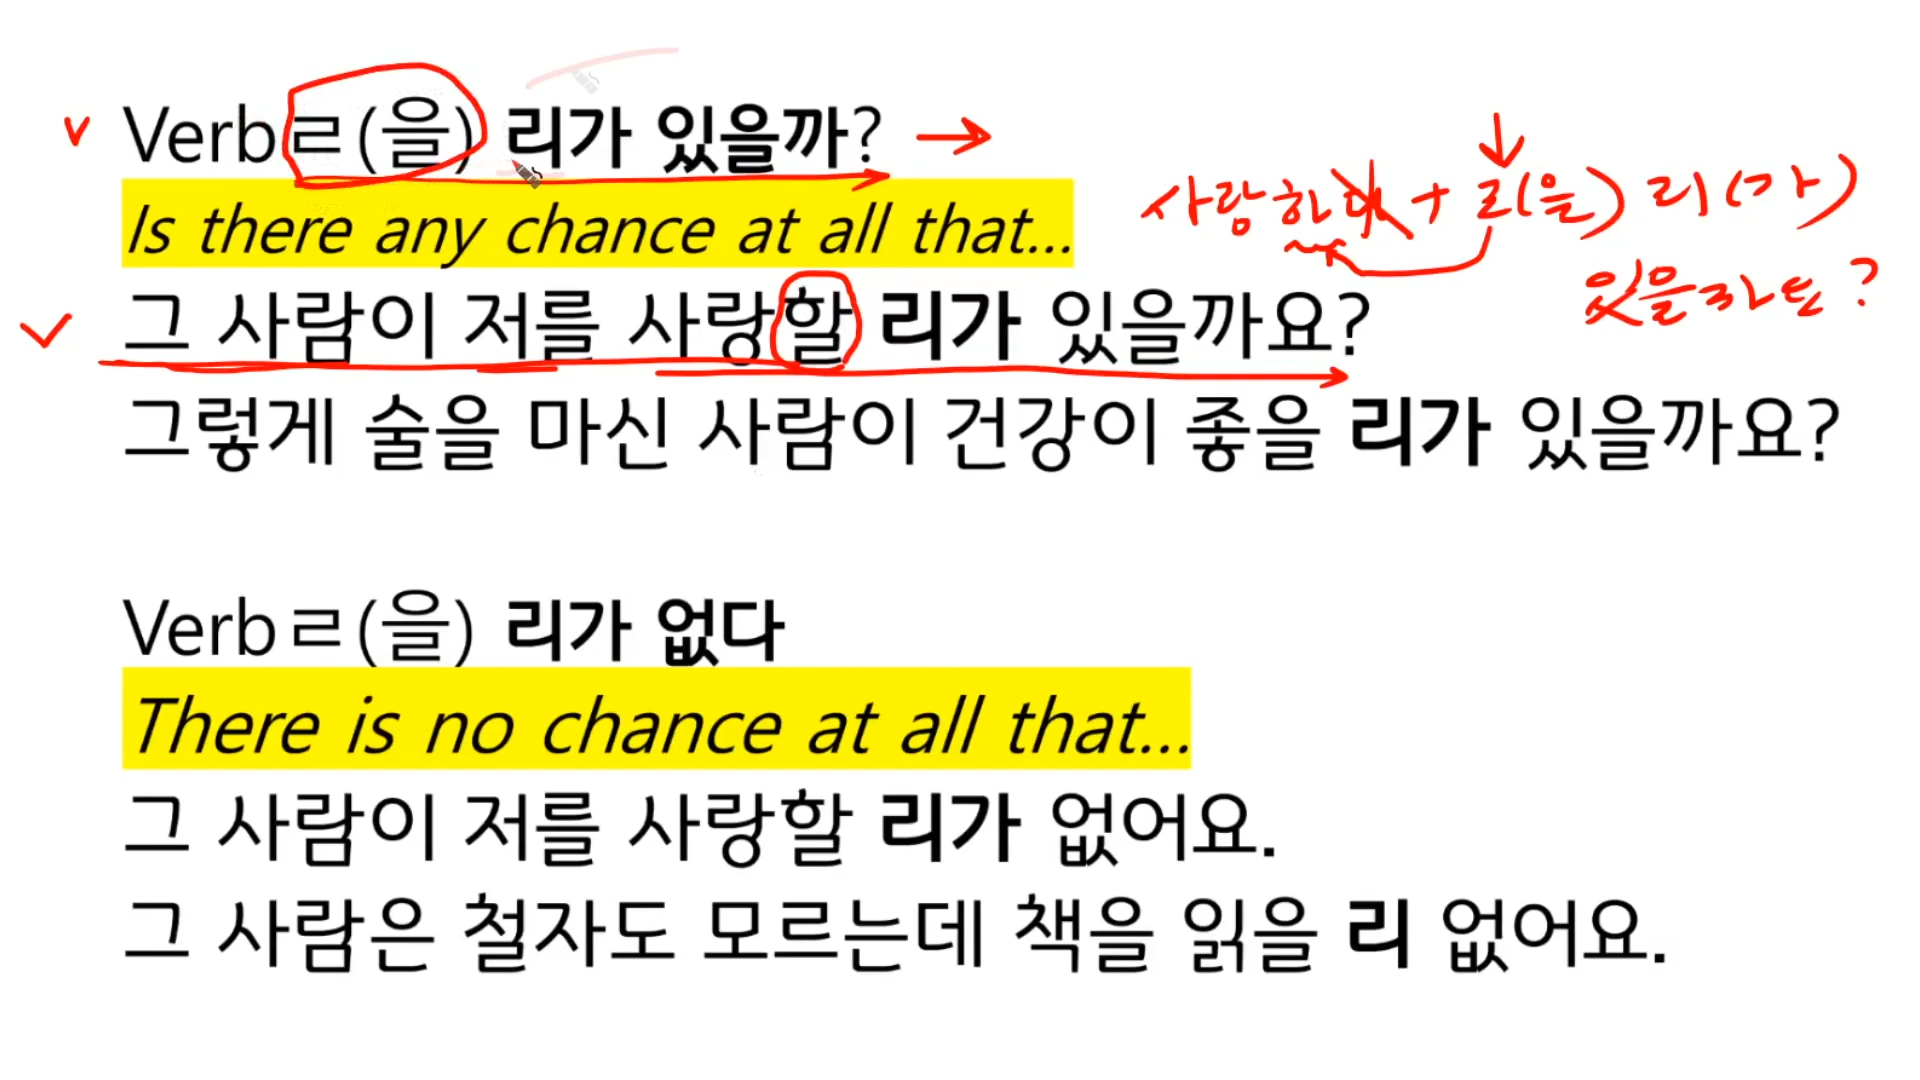 Verbㄹ(을) 리가 있을까?
Is there any chance at all that...
사랑하다 + ㄹ(을) 리(가)
있을까요?
그 사람이 저를 사랑할 리가 있을까요?
그렇게 술을 마신 사람이 건강이 좋을 리가 있을까요?
Verbㄹ(을) 리가 없다
There is no chance at all that...
그 사람이 저를 사랑할 리가 없어요.
그 사람은 철자도 모르는데 책을 읽을 리 없어요.